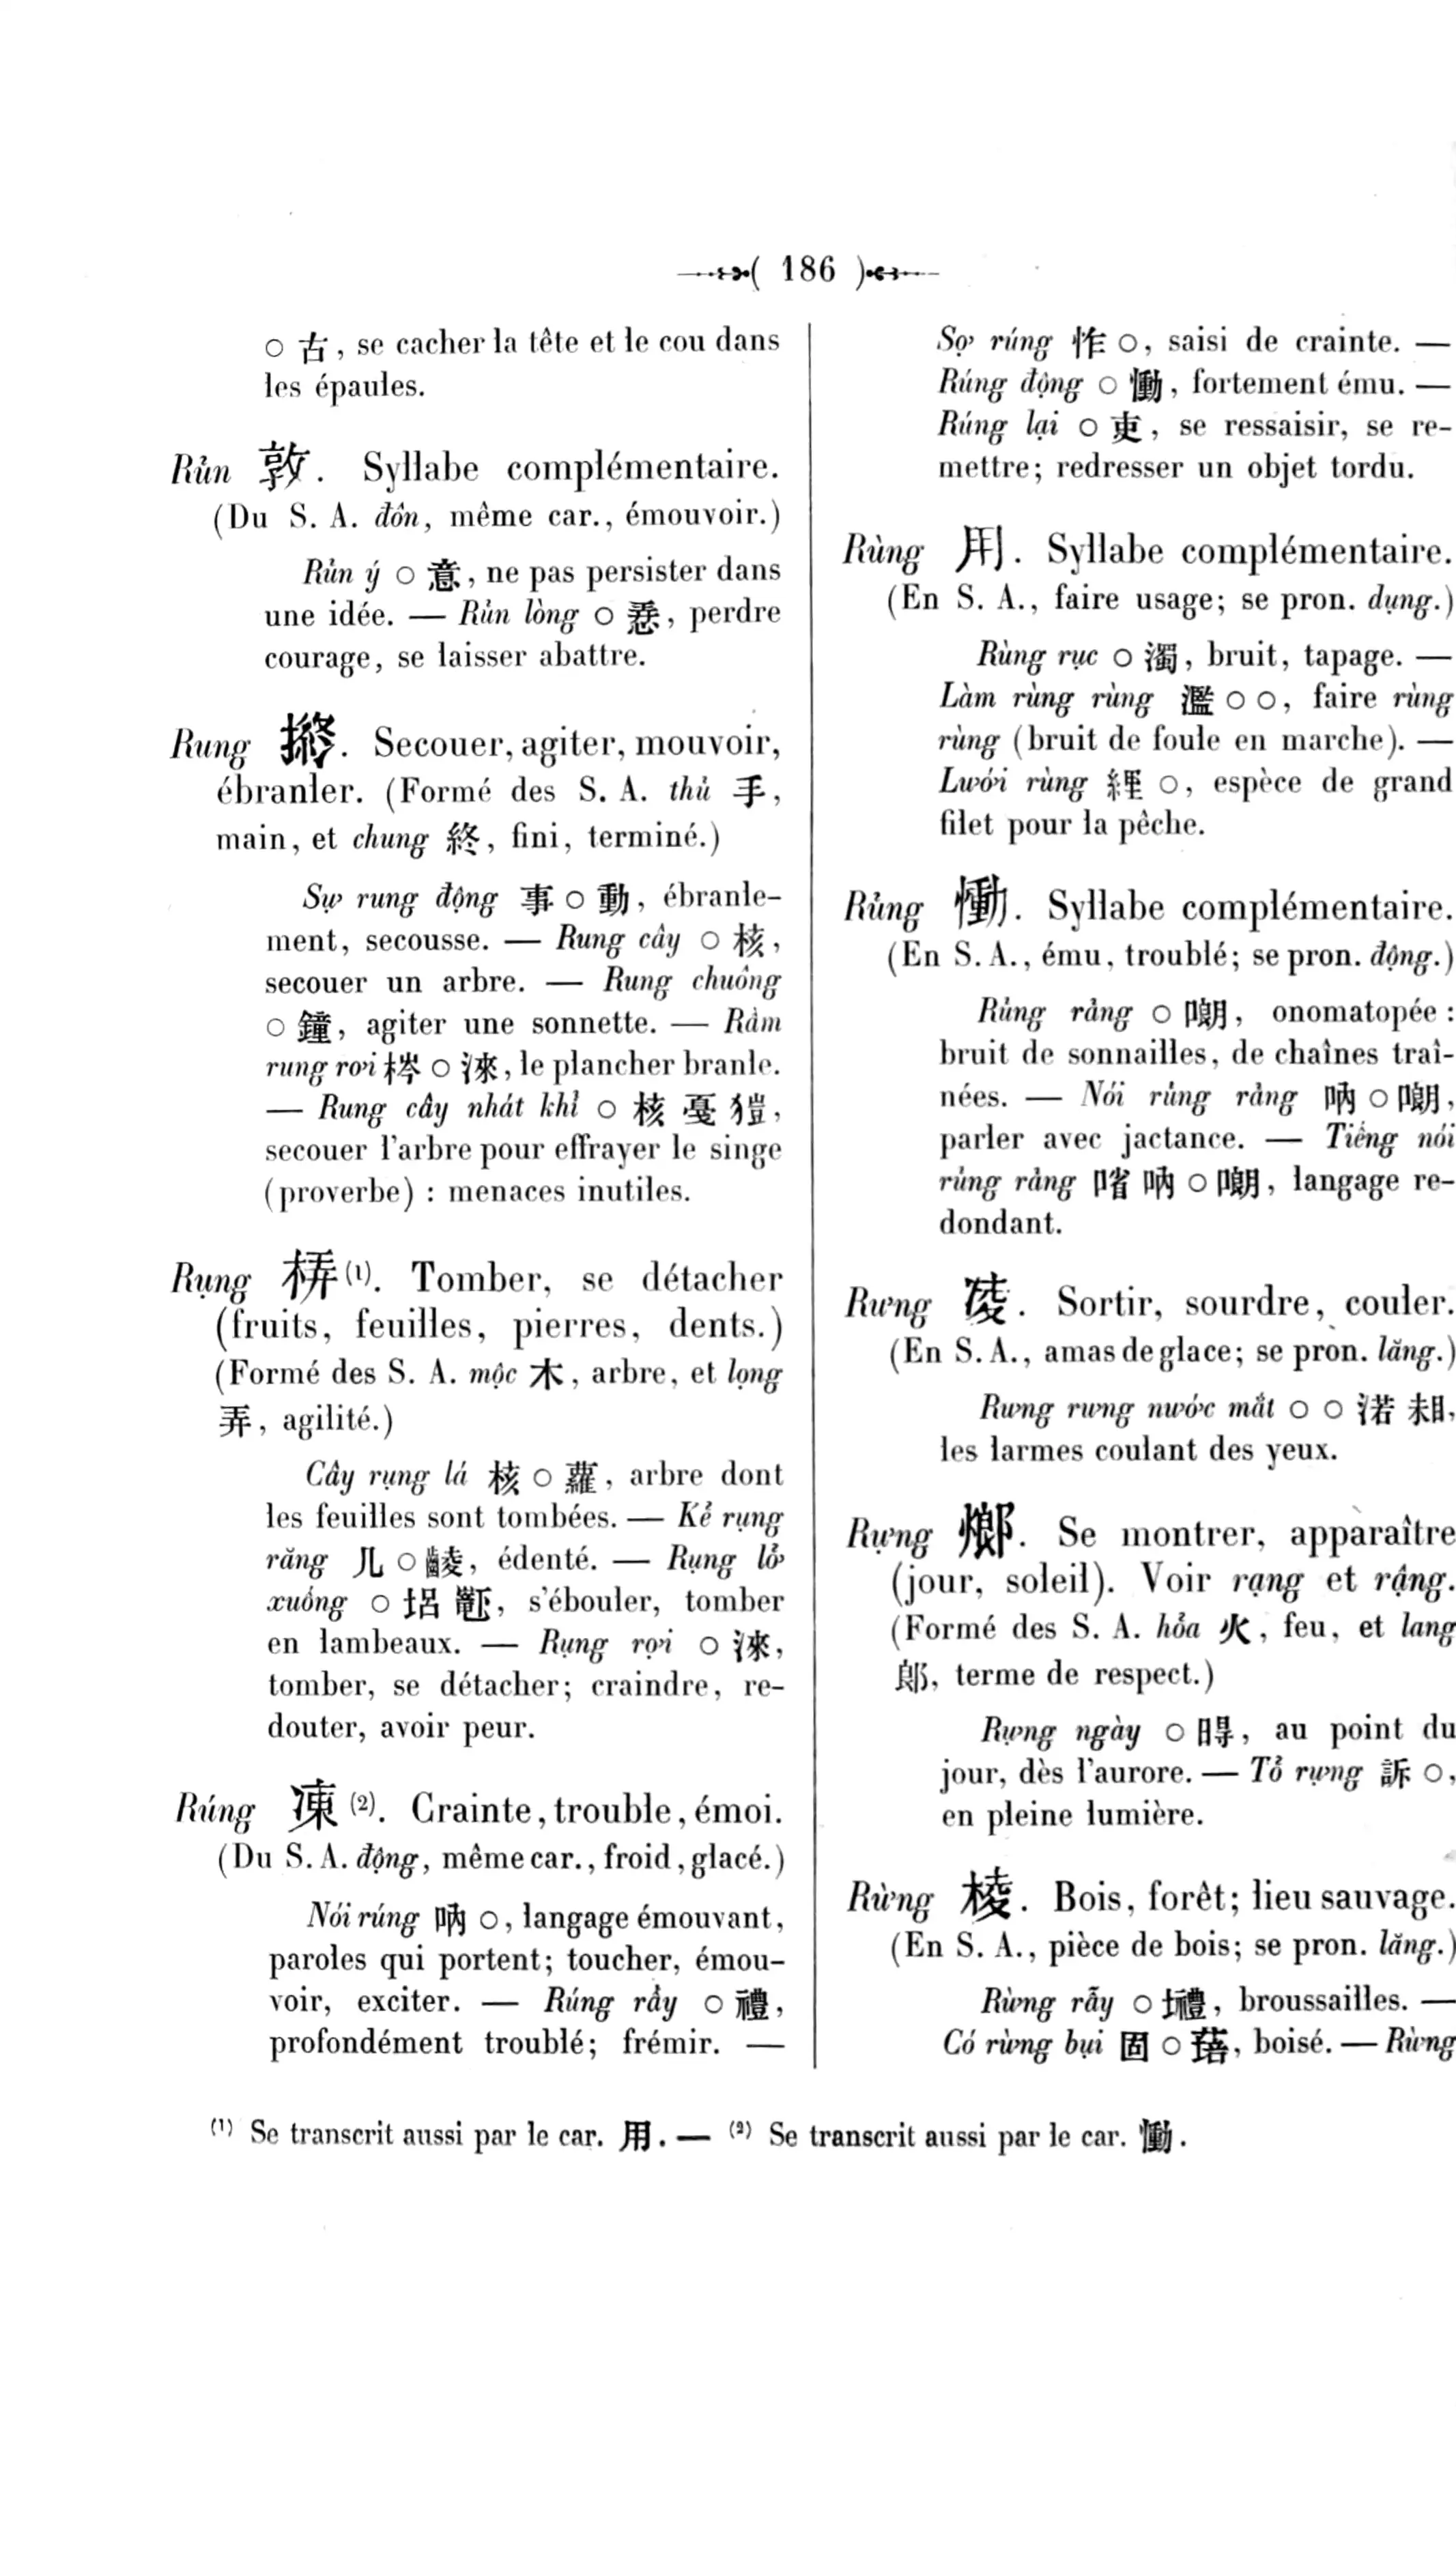 ( 186 )
○ 古, se cacher la tête et le cou dans
les épaules.
Rủn 敦. Syllabe complémentaire.
(Du S. A. đôn, même car., émouvoir.)
Rủn ý ○ 意, ne pas persister dans
une idée. — Rủn lòng ○ , perdre
courage, se laisser abattre.
Rung . Secouer, agiter, mouvoir,
ébranler. (Formé des S. A. thủ 手,
main, et chung 終, fini, terminé.)
Sự rung động 事 ○ 動, ébranle-
ment, secousse. — Rung cây ○ 核,
secouer un arbre. — Rung chuông
○ 鐘, agiter une sonnette. — Rầm
rung rơi 梣 ○ 淶, le plancher branle.
— Rung cây nhát khỉ ○ 核 戞 ,
secouer l'arbre pour effrayer le singe
(proverbe) : menaces inutiles.
Rụng 梇 (1). Tomber, se détacher
(fruits, feuilles, pierres, dents.)
(Formé des S. A. mộc 木, arbre, et lọng
弄, agilité.)
Cây rụng lá 核 ○ 蘿, arbre dont
les feuilles sont tombées. — Kẻ rụng
răng 几 ○ , édenté. — Rụng lở
xuống ○ , s'ébouler, tomber
en lambeaux. — Rụng rợi ○ 淶,
tomber, se détacher; craindre, re-
douter, avoir peur.
Rúng 凍 (2). Crainte, trouble, émoi.
(Du S. A. động, même car., froid, glacé.)
Nói rúng 吶 ○, langage émouvant,
paroles qui portent; toucher, émou-
voir, exciter. — Rúng rẩy ○ 禮,
profondément troublé; frémir. —
Sợ rúng 怍 ○, saisi de crainte. —
Rúng động ○ 慟, fortement ému. —
Rúng lại ○ 吏, se ressaisir, se re-
mettre; redresser un objet tordu.
Rùng 用. Syllabe complémentaire.
(En S. A., faire usage; se pron. dụng.)
Rùng rục ○ 濁, bruit, tapage. —
Làm rùng rùng 濫 ○ ○, faire rùng
rùng (bruit de foule en marche). —
Lưới rùng ○, espèce de grand
filet pour la pêche.
Rủng 慟. Syllabe complémentaire.
(En S. A., ému, troublé; se pron. động.)
Rủng rảng ○ , onomatopée :
bruit de sonnailles, de chaînes traî-
nées. — Nói rủng rảng 吶 ○ ,
parler avec jactance. — Tiếng nói
rủng rảng 㗂 吶 ○ , langage re-
dondant.
Rưng 凌. Sortir, sourdre, couler.
(En S. A., amas de glace; se pron. lăng.)
Rưng rưng nước mắt ○ ○ 渃 ,
les larmes coulant des yeux.
Rựng . Se montrer, apparaître
(jour, soleil). Voir rạng et rậng.
(Formé des S. A. hỏa 火, feu, et lang
郎, terme de respect.)
Rựng ngày ○ , au point du
jour, dès l'aurore. — Tỏ rựng 訴 ○,
en pleine lumière.
Rừng 棱. Bois, forêt; lieu sauvage.
(En S. A., pièce de bois; se pron. lăng.)
Rừng rẫy ○ , broussailles. —
Có rừng bụi 固 ○ , boisé. — Rừng
(1) Se transcrit aussi par le car. 用. — (2) Se transcrit aussi par le car. 慟.